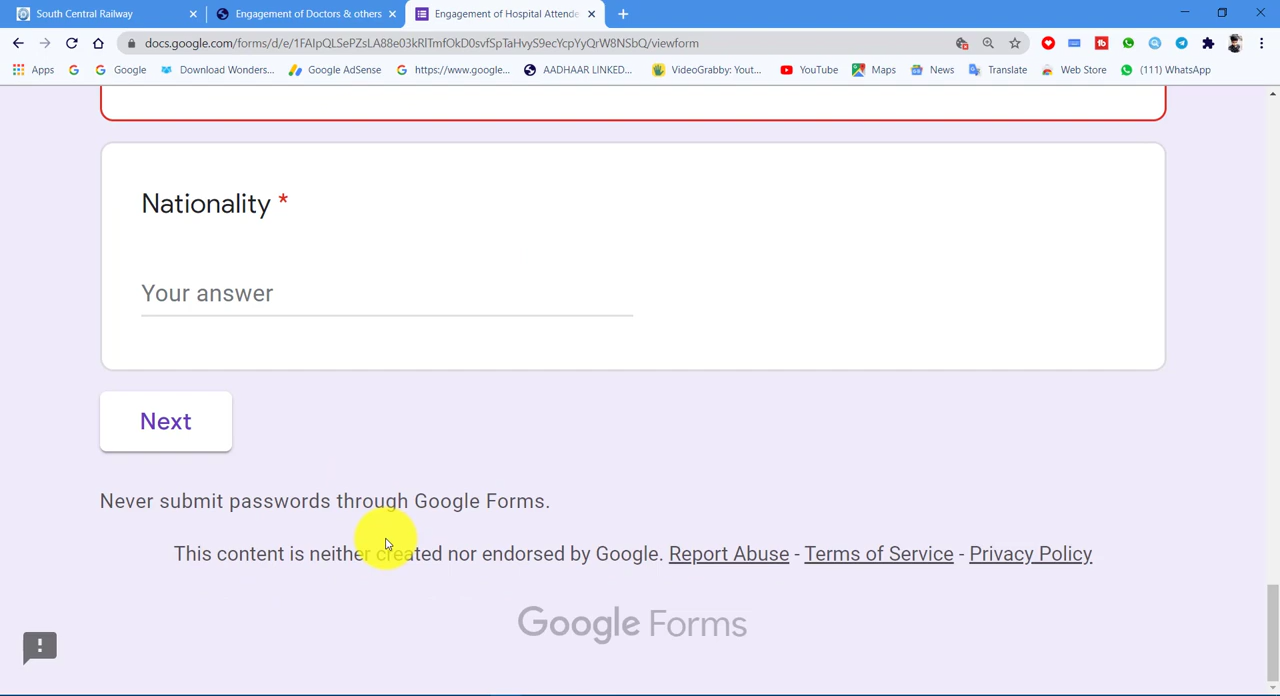 South Central Railway
Engagement of Doctors & others
Engagement of Hospital Attende
docs.google.com/forms/d/e/
/viewform
Apps
G
Google
Download Wonders...
Google AdSense
https://www.google...
AADHAAR LINKED...
VideoGrabby: Yout...
YouTube
Maps
News
Translate
Web Store
(111) WhatsApp
Nationality *
Your answer
Next
Never submit passwords through Google Forms.
This content is neither created nor endorsed by Google. Report Abuse - Terms of Service - Privacy Policy
Google Forms